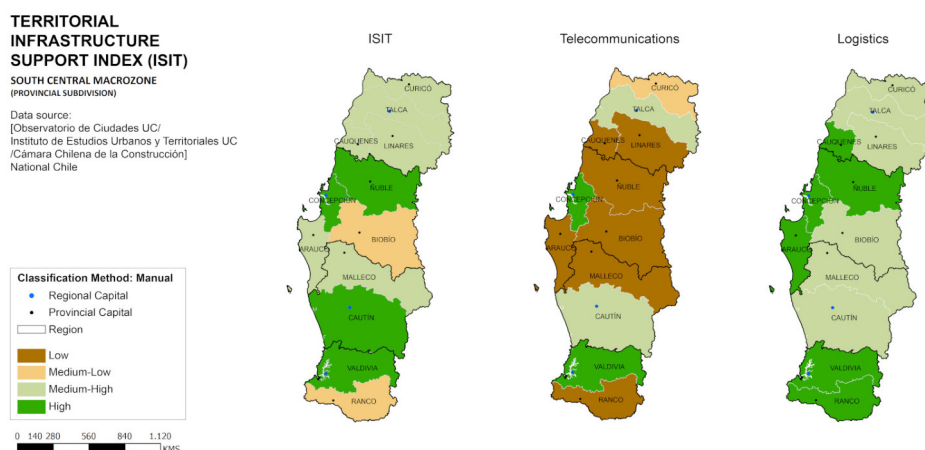 TERRITORIAL
INFRASTRUCTURE
SUPPORT INDEX (ISIT)
SOUTH CENTRAL MACROZONE
(PROVINCIAL SUBDIVISION)
Data source:
[Observatorio de Ciudades UC/
Instituto de Estudios Urbanos y Territoriales UC
/Cámara Chilena de la Construcción]
National Chile
Classification Method: Manual
Regional Capital
Provincial Capital
Region
Low
Medium-Low
Medium-High
High
0 140 280 560 840 1.120
KMS
ISIT
CURICÓ
TALCA
CAUQUENES
LINARES
ÑUBLE
CONCEPCIÓN
BIOBÍO
ARAUCO
MALLECO
CAUTÍN
VALDIVIA
RANCO
Telecommunications
CURICÓ
TALCA
CAUQUENES
LINARES
ÑUBLE
CONCEPCIÓN
BIOBÍO
ARAUCO
MALLECO
CAUTÍN
VALDIVIA
RANCO
Logistics
CURICÓ
TALCA
CAUQUENES
LINARES
ÑUBLE
CONCEPCIÓN
BIOBÍO
ARAUCO
MALLECO
CAUTÍN
VALDIVIA
RANCO